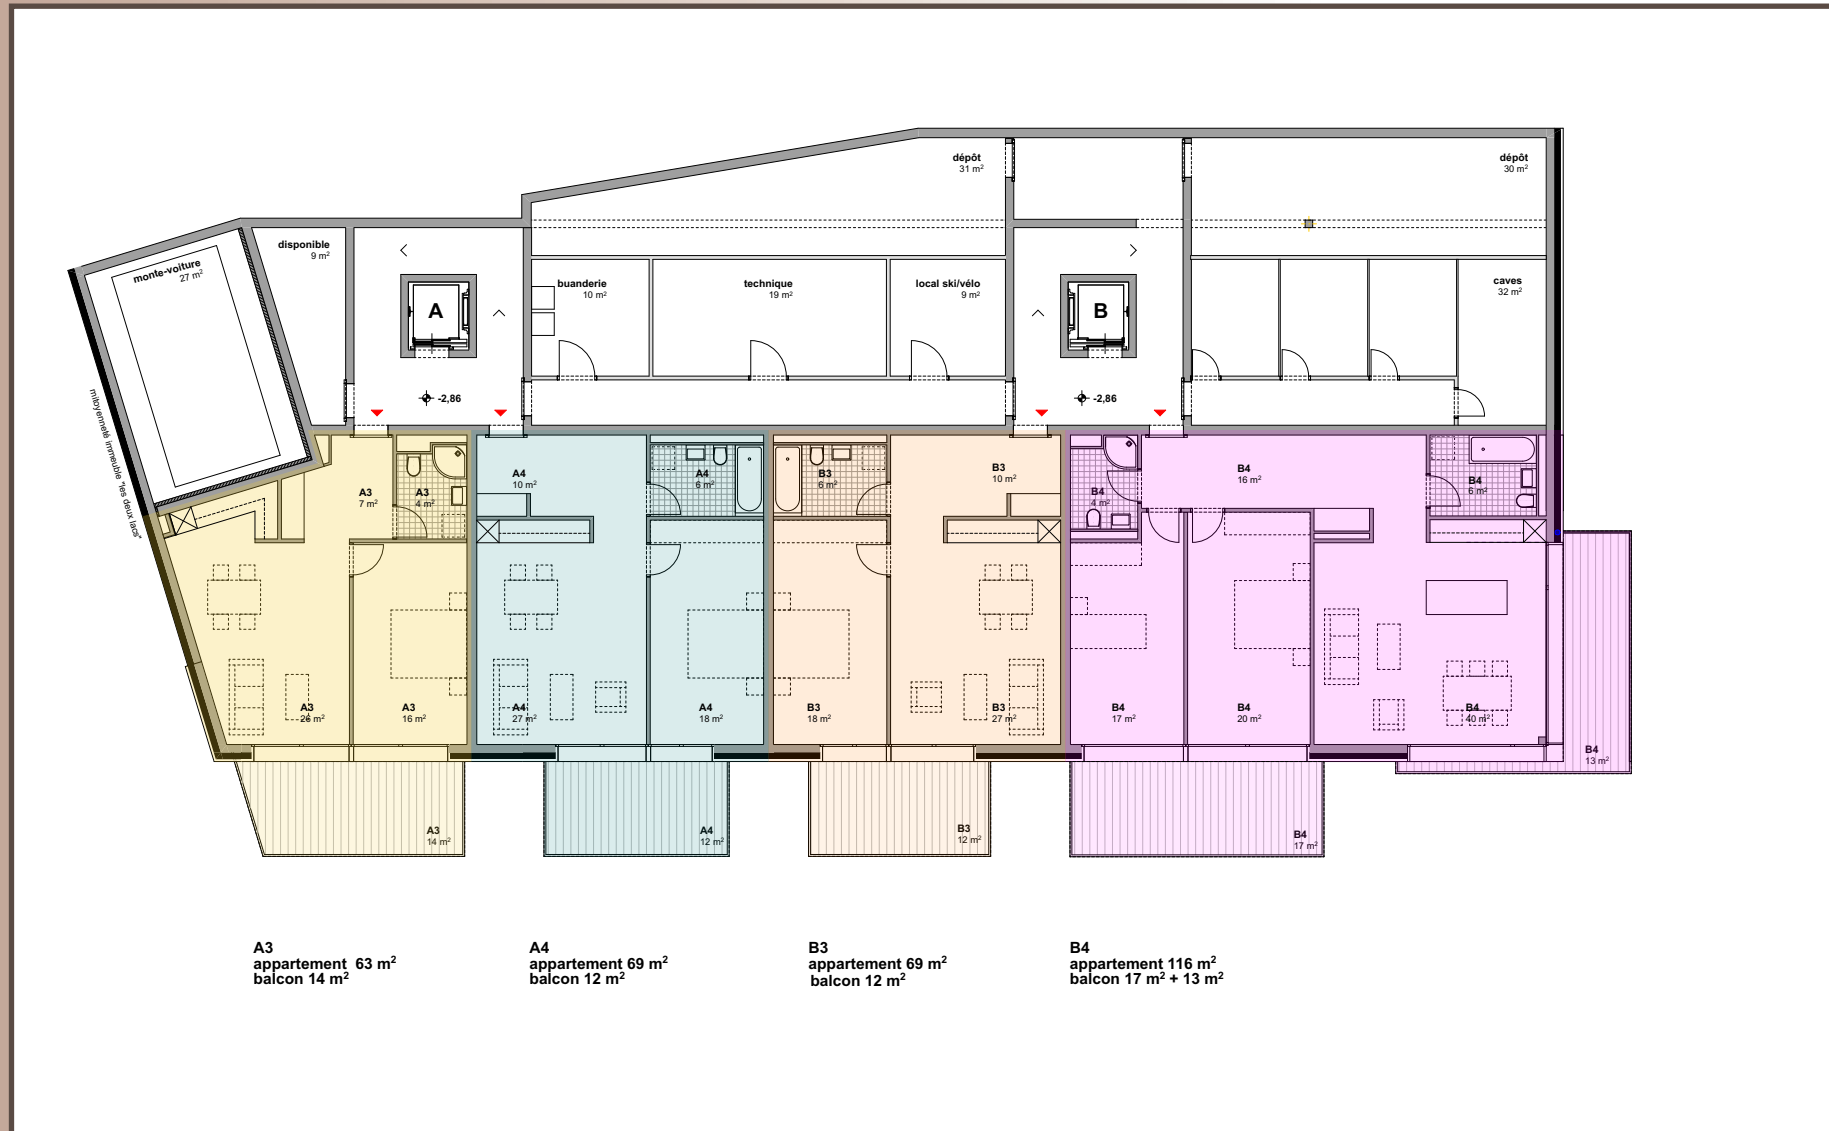 dépôt
31 m²
dépôt
30 m²
disponible
9 m²
monte-voiture
27 m²
buanderie
10 m²
technique
19 m²
local ski/vélo
9 m²
caves
32 m²
A
B
-2,86
-2,86
mitoyenneté immeuble "les deux lacs"
A3
7 m²
A3
4 m²
A4
10 m²
A4
6 m²
B3
6 m²
B3
10 m²
B4
4 m²
B4
16 m²
B4
6 m²
A3
26 m²
A3
16 m²
A4
27 m²
A4
18 m²
B3
18 m²
B3
27 m²
B4
17 m²
B4
20 m²
B4
40 m²
B4
13 m²
A3
14 m²
A4
12 m²
B3
12 m²
B4
17 m²
A3
appartement 63 m²
balcon 14 m²
A4
appartement 69 m²
balcon 12 m²
B3
appartement 69 m²
balcon 12 m²
B4
appartement 116 m²
balcon 17 m² + 13 m²